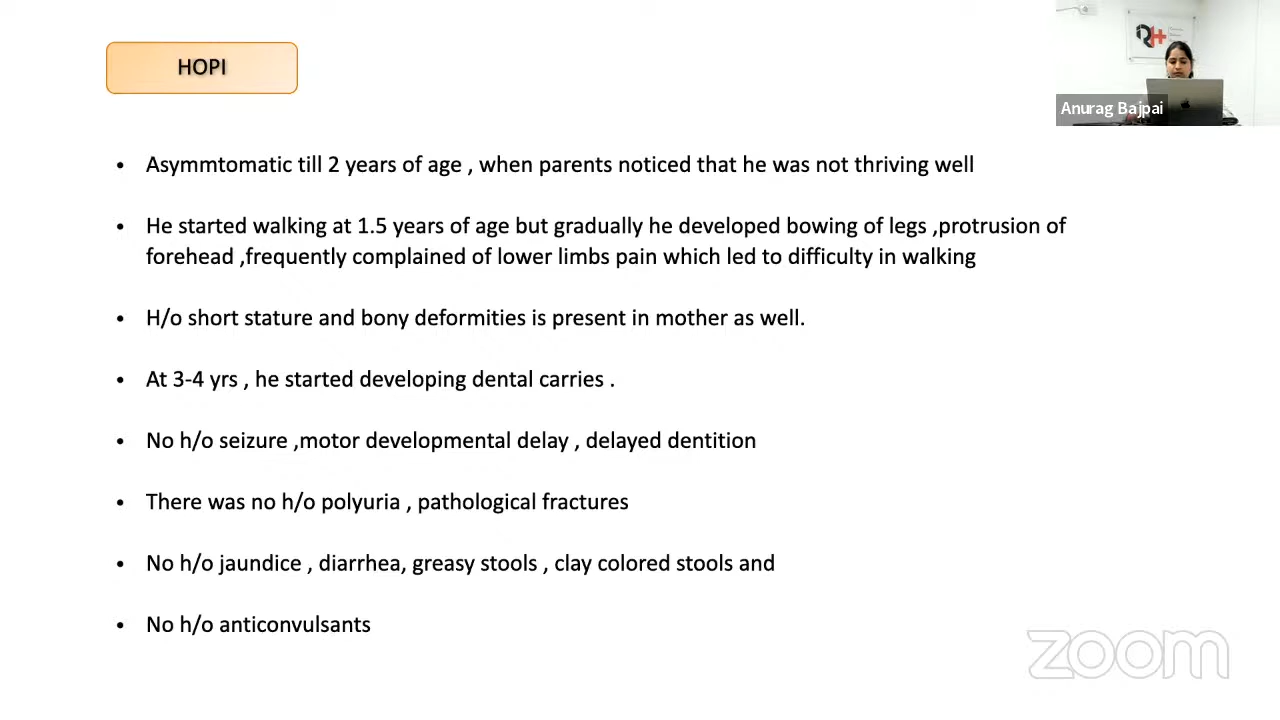 HOPI
RH+
Anurag Bajpai
• Asymmtomatic till 2 years of age , when parents noticed that he was not thriving well
• He started walking at 1.5 years of age but gradually he developed bowing of legs ,protrusion of
forehead ,frequently complained of lower limbs pain which led to difficulty in walking
• H/o short stature and bony deformities is present in mother as well.
• At 3-4 yrs , he started developing dental carries .
• No h/o seizure ,motor developmental delay , delayed dentition
• There was no h/o polyuria , pathological fractures
• No h/o jaundice , diarrhea, greasy stools , clay colored stools and
• No h/o anticonvulsants
zoom